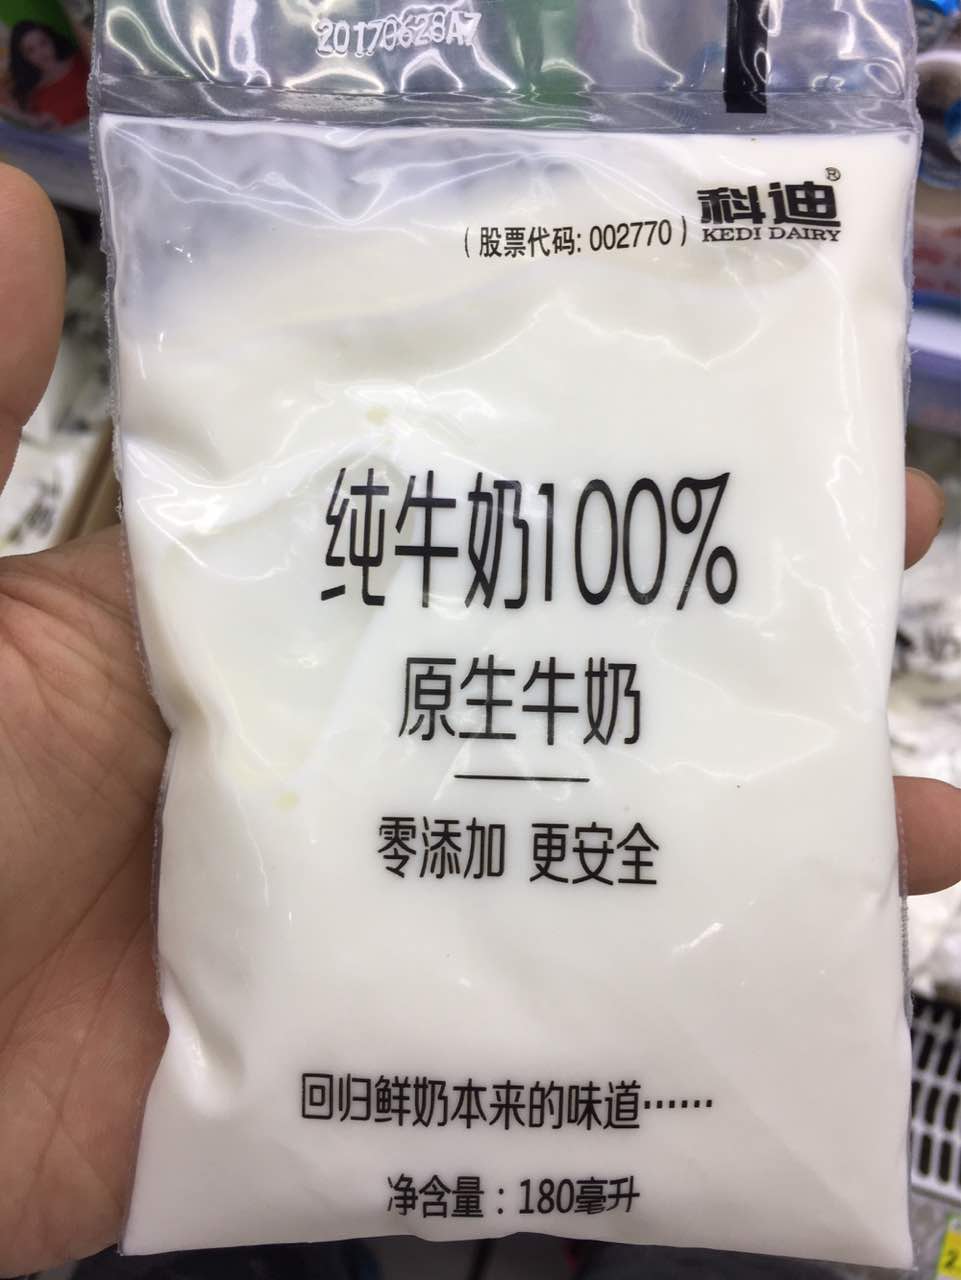 20170628A7
科迪®
(股票代码: 002770) KEDI DAIRY
纯牛奶100%
原生牛奶
零添加 更安全
回归鲜奶本来的味道……
净含量：180毫升